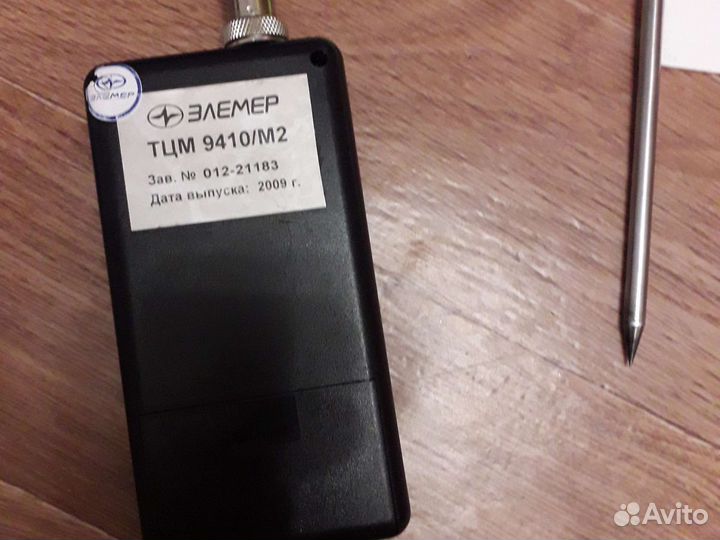 ЭЛЕМЕР
ЭЛЕМЕР
ТЦМ 9410/М2
Зав. № 012-21183
Дата выпуска: 2009 г.
Avito